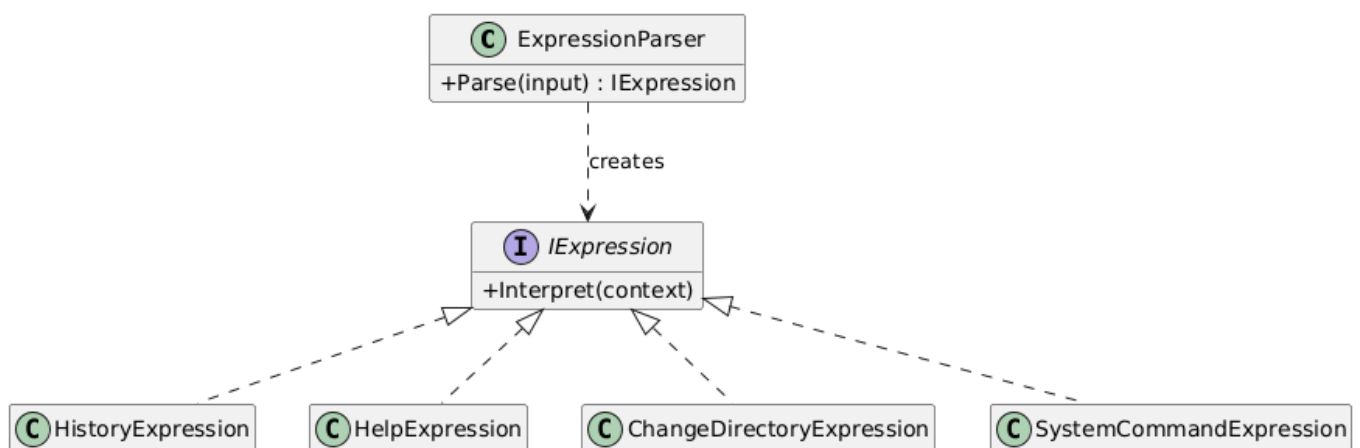 C ExpressionParser
+Parse(input) : IExpression
creates
I IExpression
+Interpret(context)
C HistoryExpression
C HelpExpression
C ChangeDirectoryExpression
C SystemCommandExpression